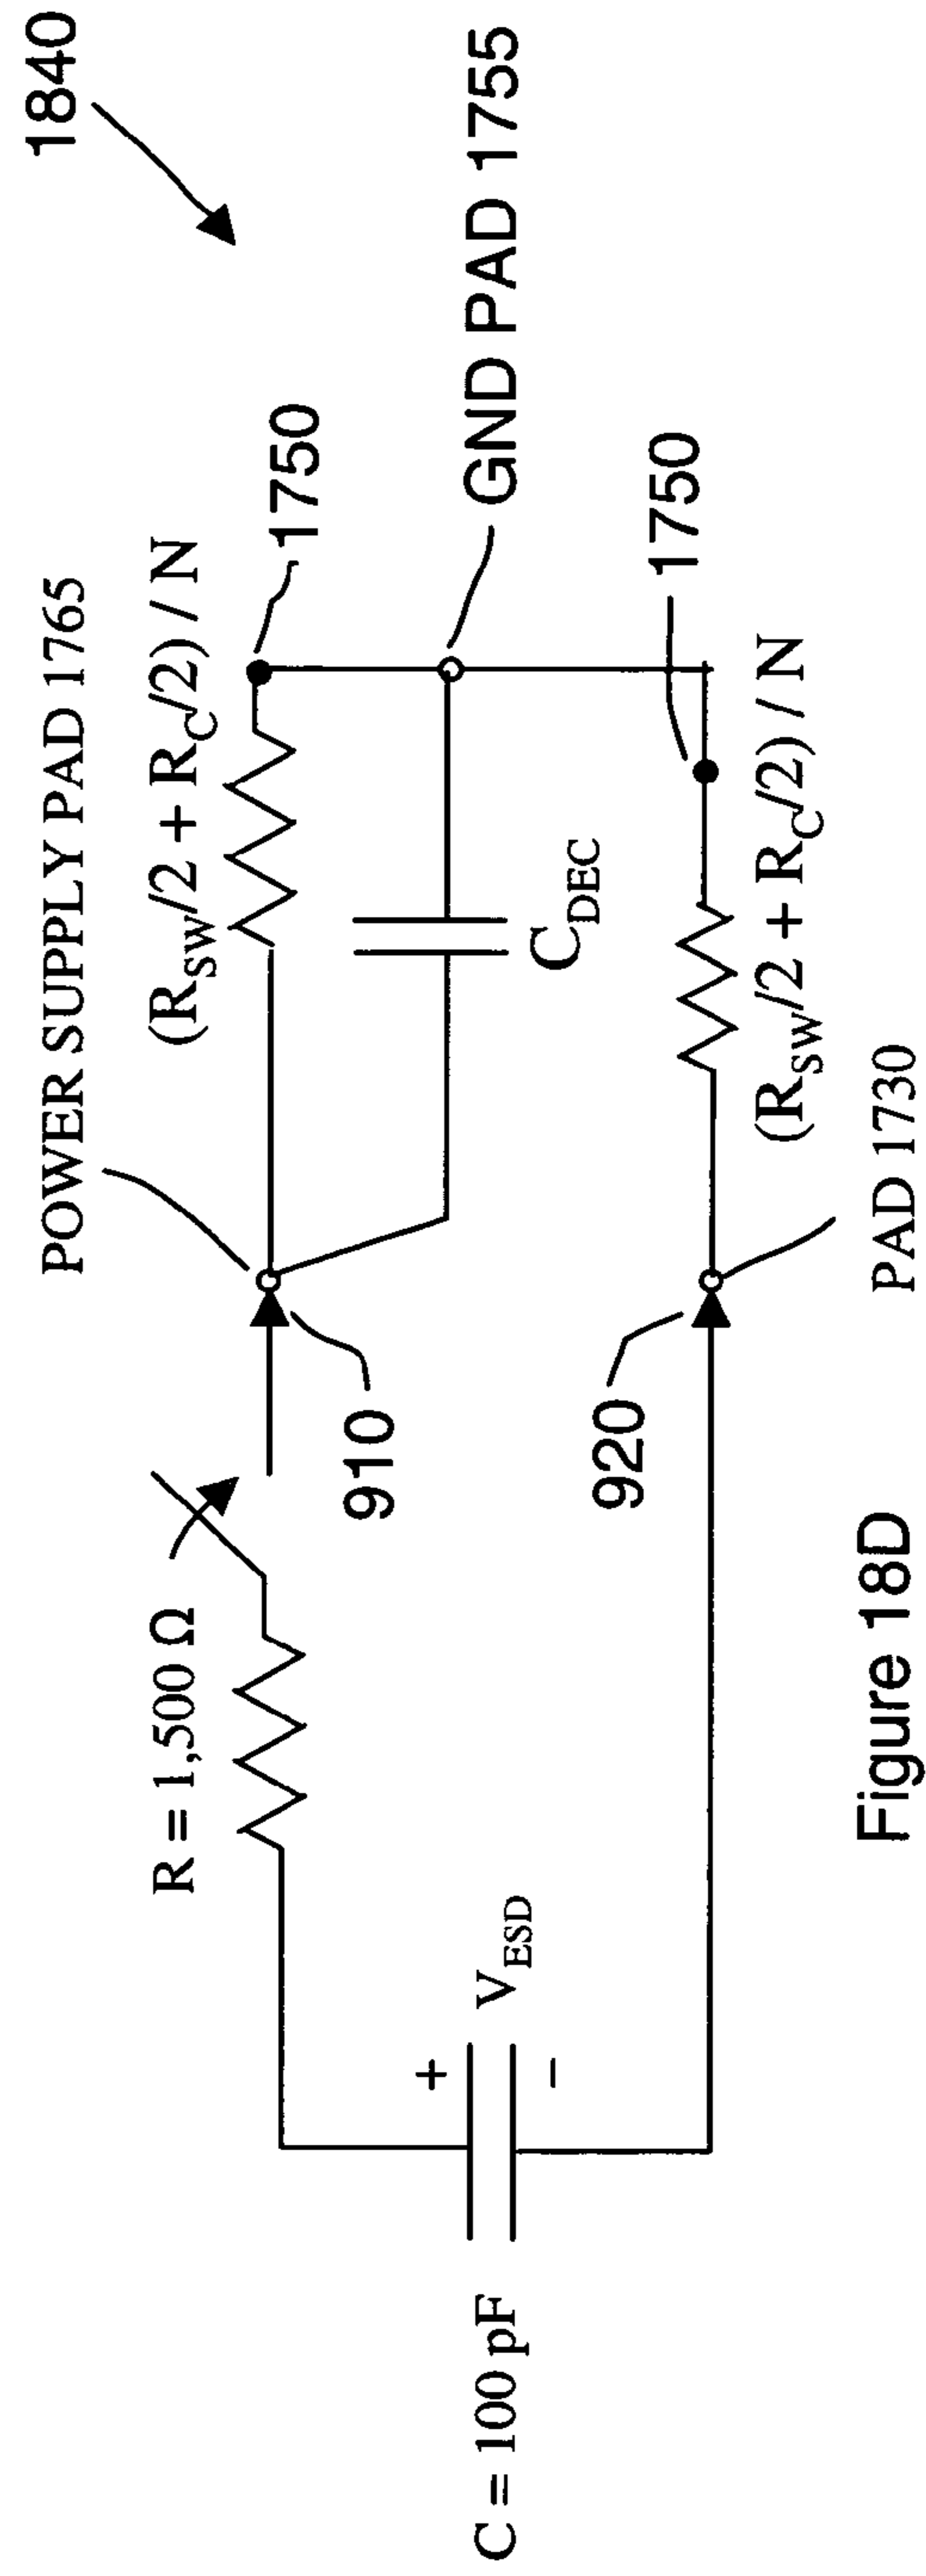 1840
POWER SUPPLY PAD 1765
(R_SW/2 + R_C/2) / N
1750
R = 1,500 Ω
910
GND PAD 1755
C_DEC
V_ESD
+
–
C = 100 pF
920
1750
(R_SW/2 + R_C/2) / N
PAD 1730
Figure 18D